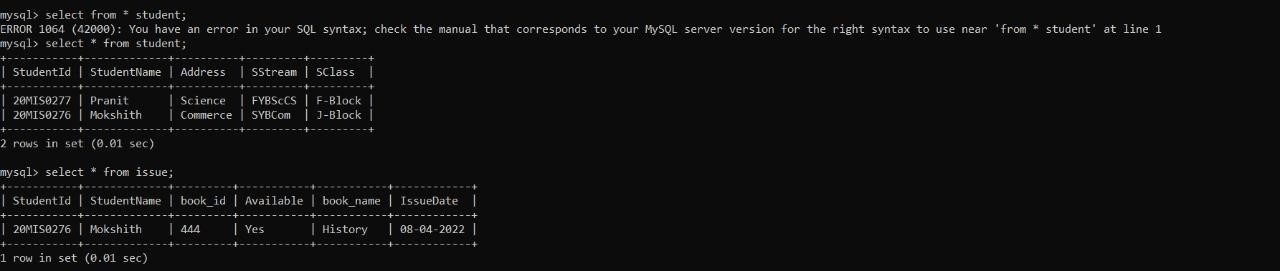 mysql> select from * student;
ERROR 1064 (42000): You have an error in your SQL syntax; check the manual that corresponds to your MySQL server version for the right syntax to use near 'from * student' at line 1
mysql> select * from student;
+-----------+-------------+----------+---------+---------+
| StudentId | StudentName | Address  | SStream | SClass  |
+-----------+-------------+----------+---------+---------+
| 20MIS0277 | Pranit      | Science  | FYBScCS | F-Block |
| 20MIS0276 | Mokshith    | Commerce | SYBCom  | J-Block |
+-----------+-------------+----------+---------+---------+
2 rows in set (0.01 sec)

mysql> select * from issue;
+-----------+-------------+---------+-----------+-----------+------------+
| StudentId | StudentName | book_id | Available | book_name | IssueDate  |
+-----------+-------------+---------+-----------+-----------+------------+
| 20MIS0276 | Mokshith    | 444     | Yes       | History   | 08-04-2022 |
+-----------+-------------+---------+-----------+-----------+------------+
1 row in set (0.01 sec)